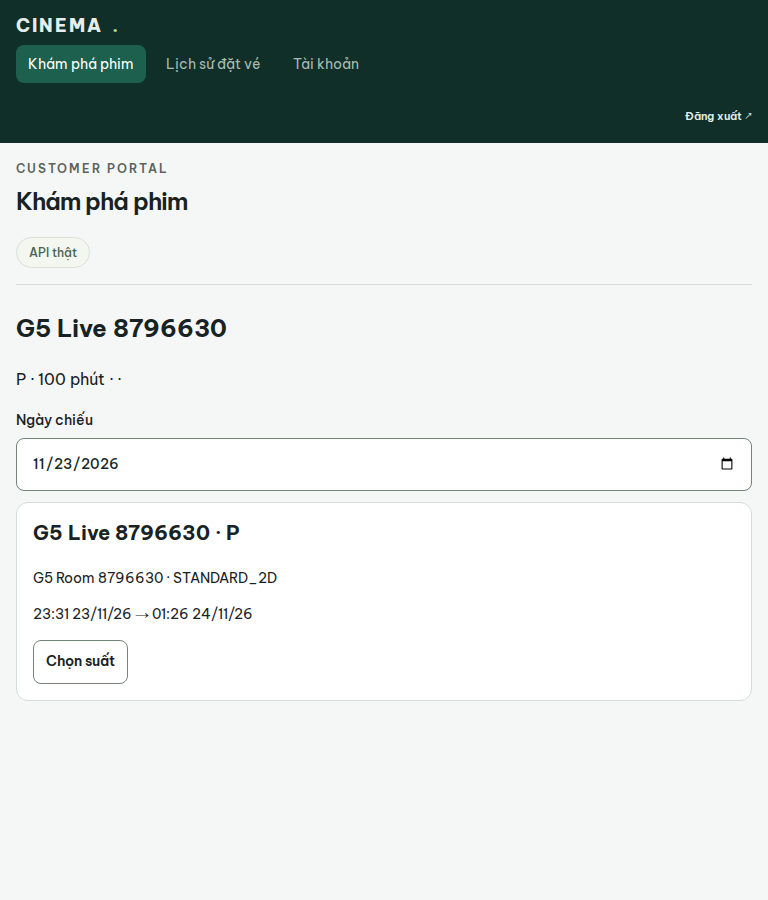 CINEMA .
Khám phá phim Lịch sử đặt vé Tài khoản
Đăng xuất ↗
CUSTOMER PORTAL
Khám phá phim
API thật
G5 Live 8796630
P · 100 phút · ·
Ngày chiếu
11/23/2026
G5 Live 8796630 · P
G5 Room 8796630 · STANDARD_2D
23:31 23/11/26 → 01:26 24/11/26
Chọn suất